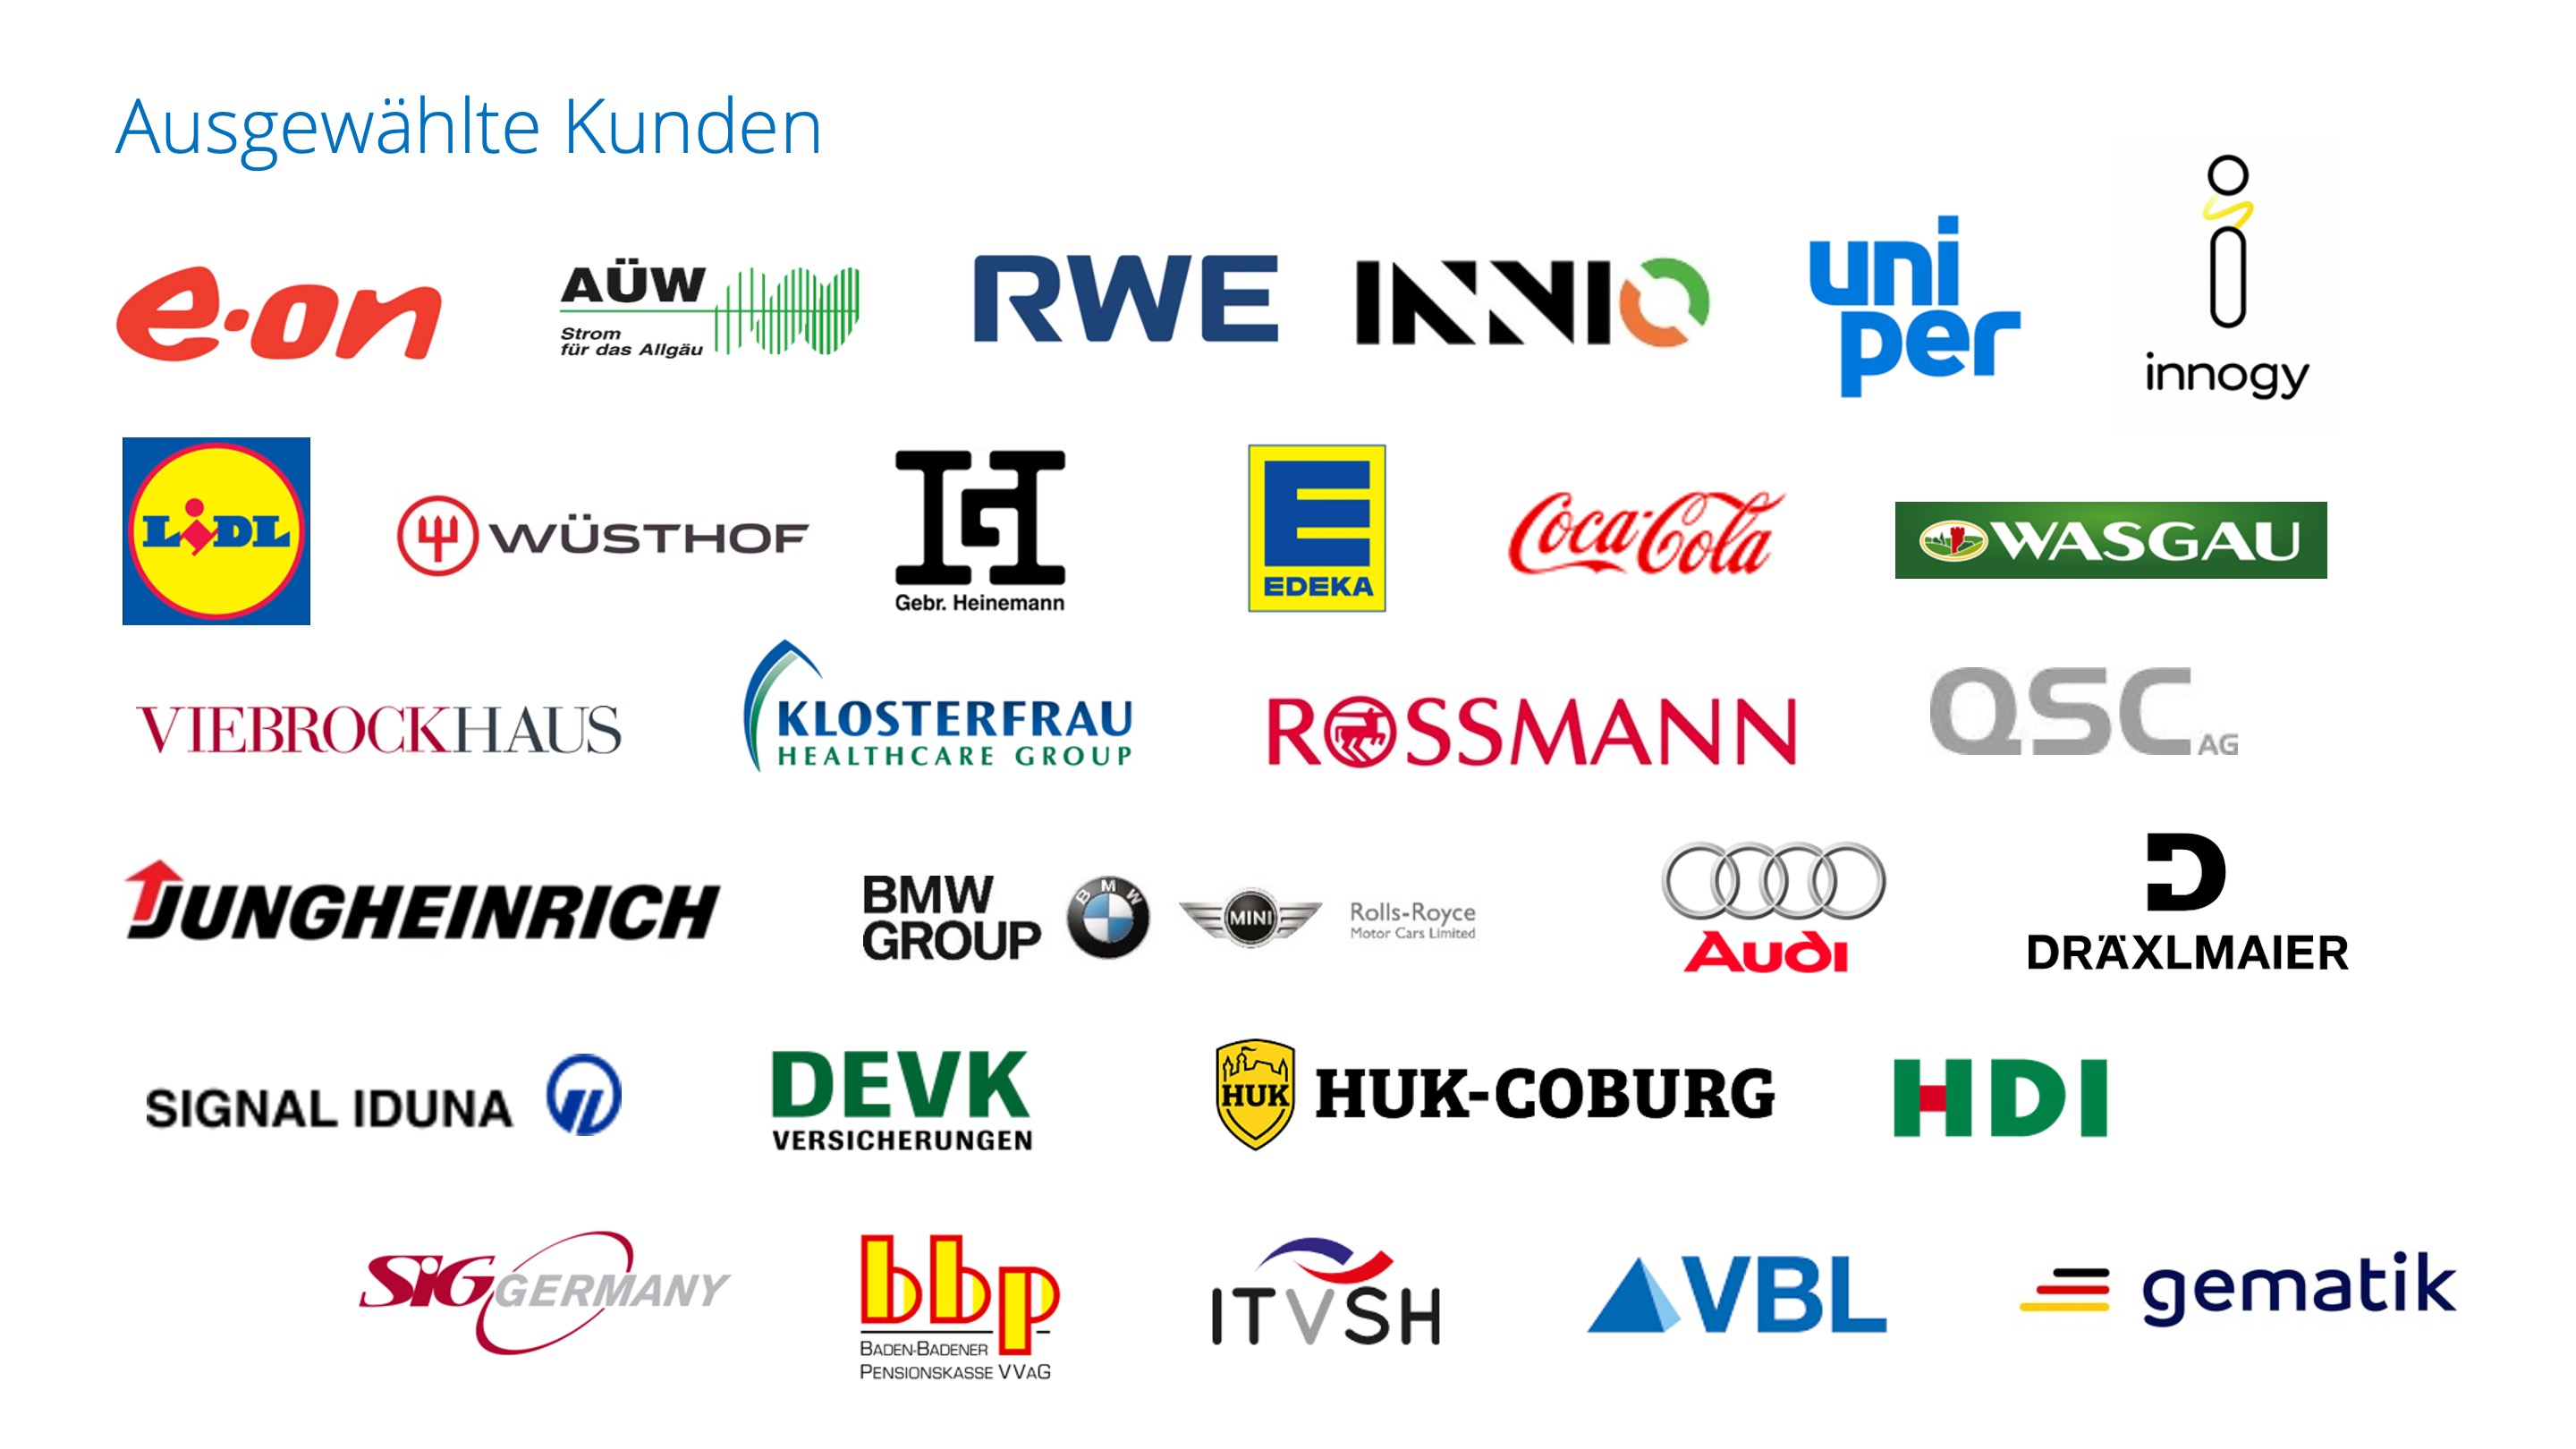 Ausgewählte Kunden
e·on
AÜW
Strom
für das Allgäu
RWE
INNIO
uni
per
innogy
LiDL
WÜSTHOF
Gebr. Heinemann
E
EDEKA
Coca-Cola
WASGAU
VIEBROCKHAUS
KLOSTERFRAU
HEALTHCARE GROUP
ROSSMANN
QSC AG
JUNGHEINRICH
BMW
GROUP
BMW
MINI
Rolls-Royce
Motor Cars Limited
Audi
D
DRÄXLMAIER
SIGNAL IDUNA
DEVK
VERSICHERUNGEN
HUK
HUK-COBURG
HDI
SiG GERMANY
bbp
BADEN-BADENER
PENSIONSKASSE VVAG
ITVSH
VBL
gematik